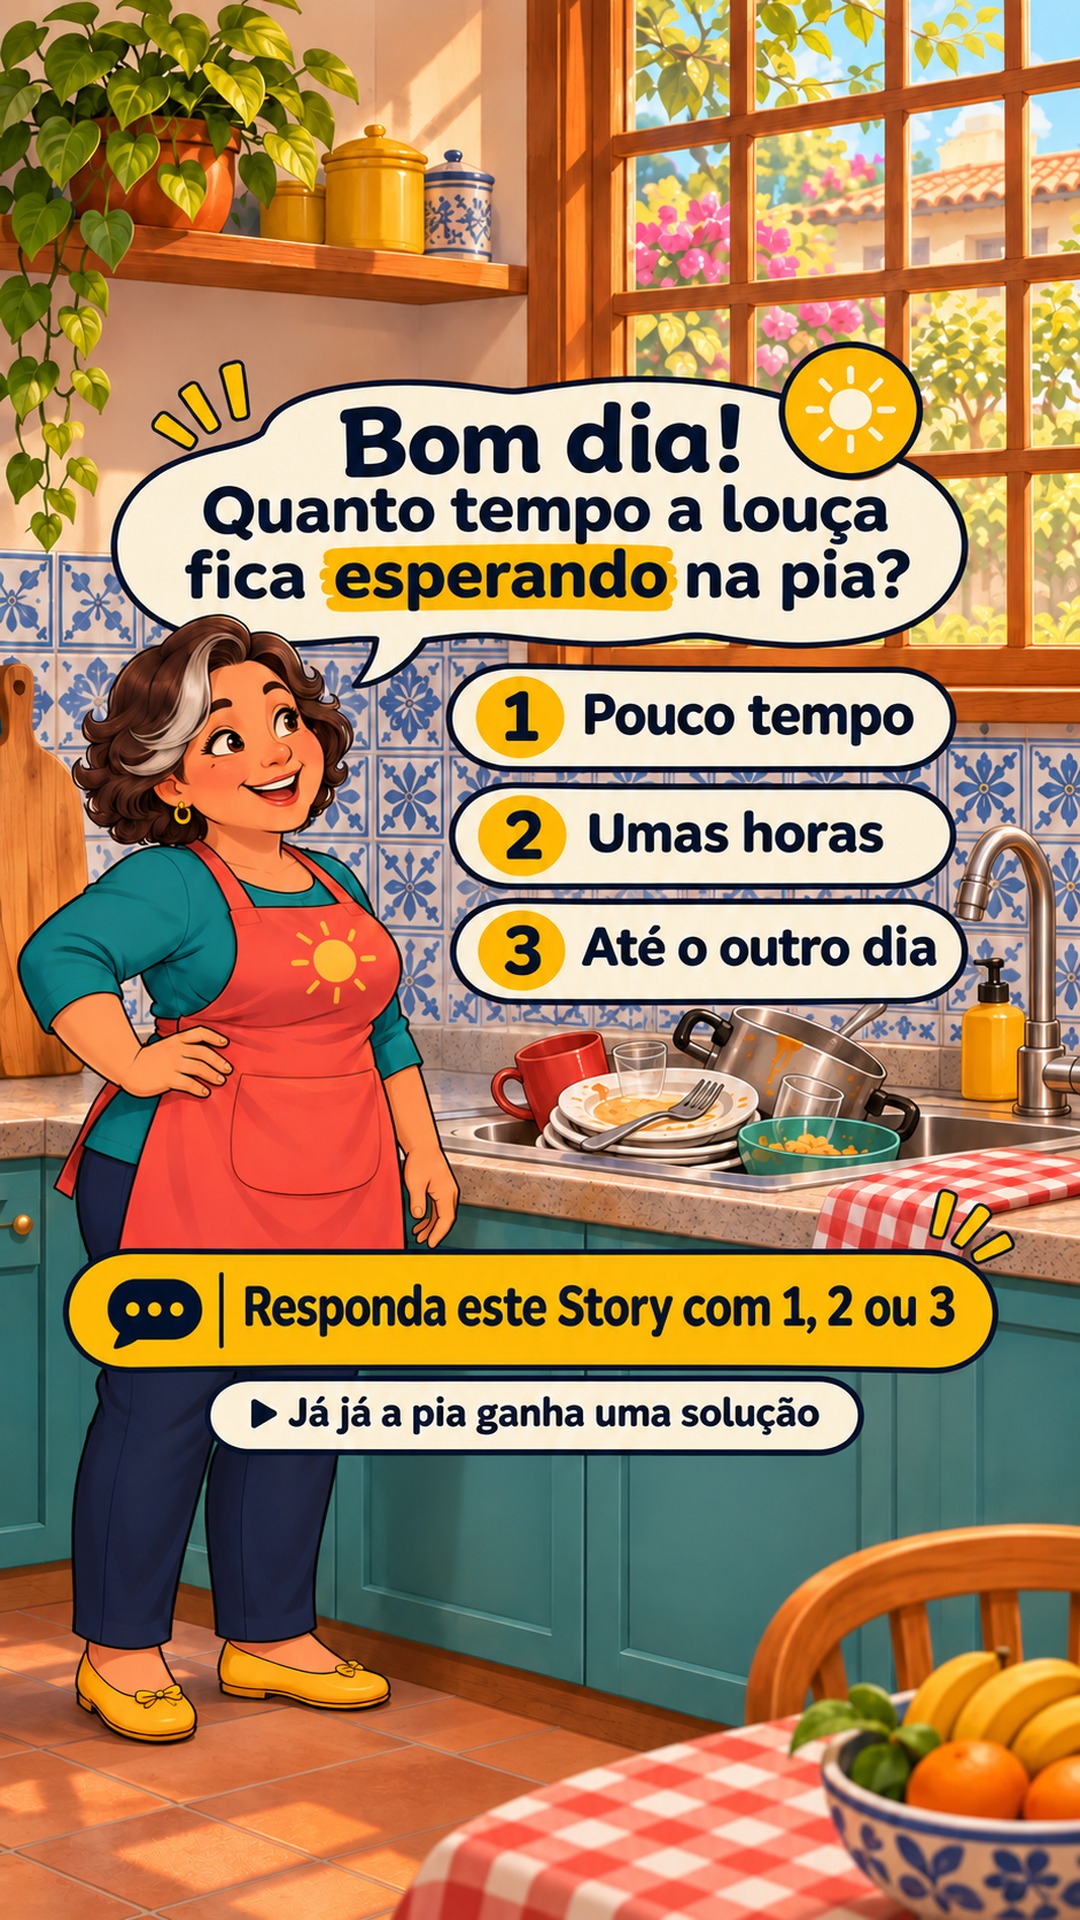 Bom dia!
Quanto tempo a louça
fica esperando na pia?
1 Pouco tempo
2 Umas horas
3 Até o outro dia
Responda este Story com 1, 2 ou 3
Já já a pia ganha uma solução